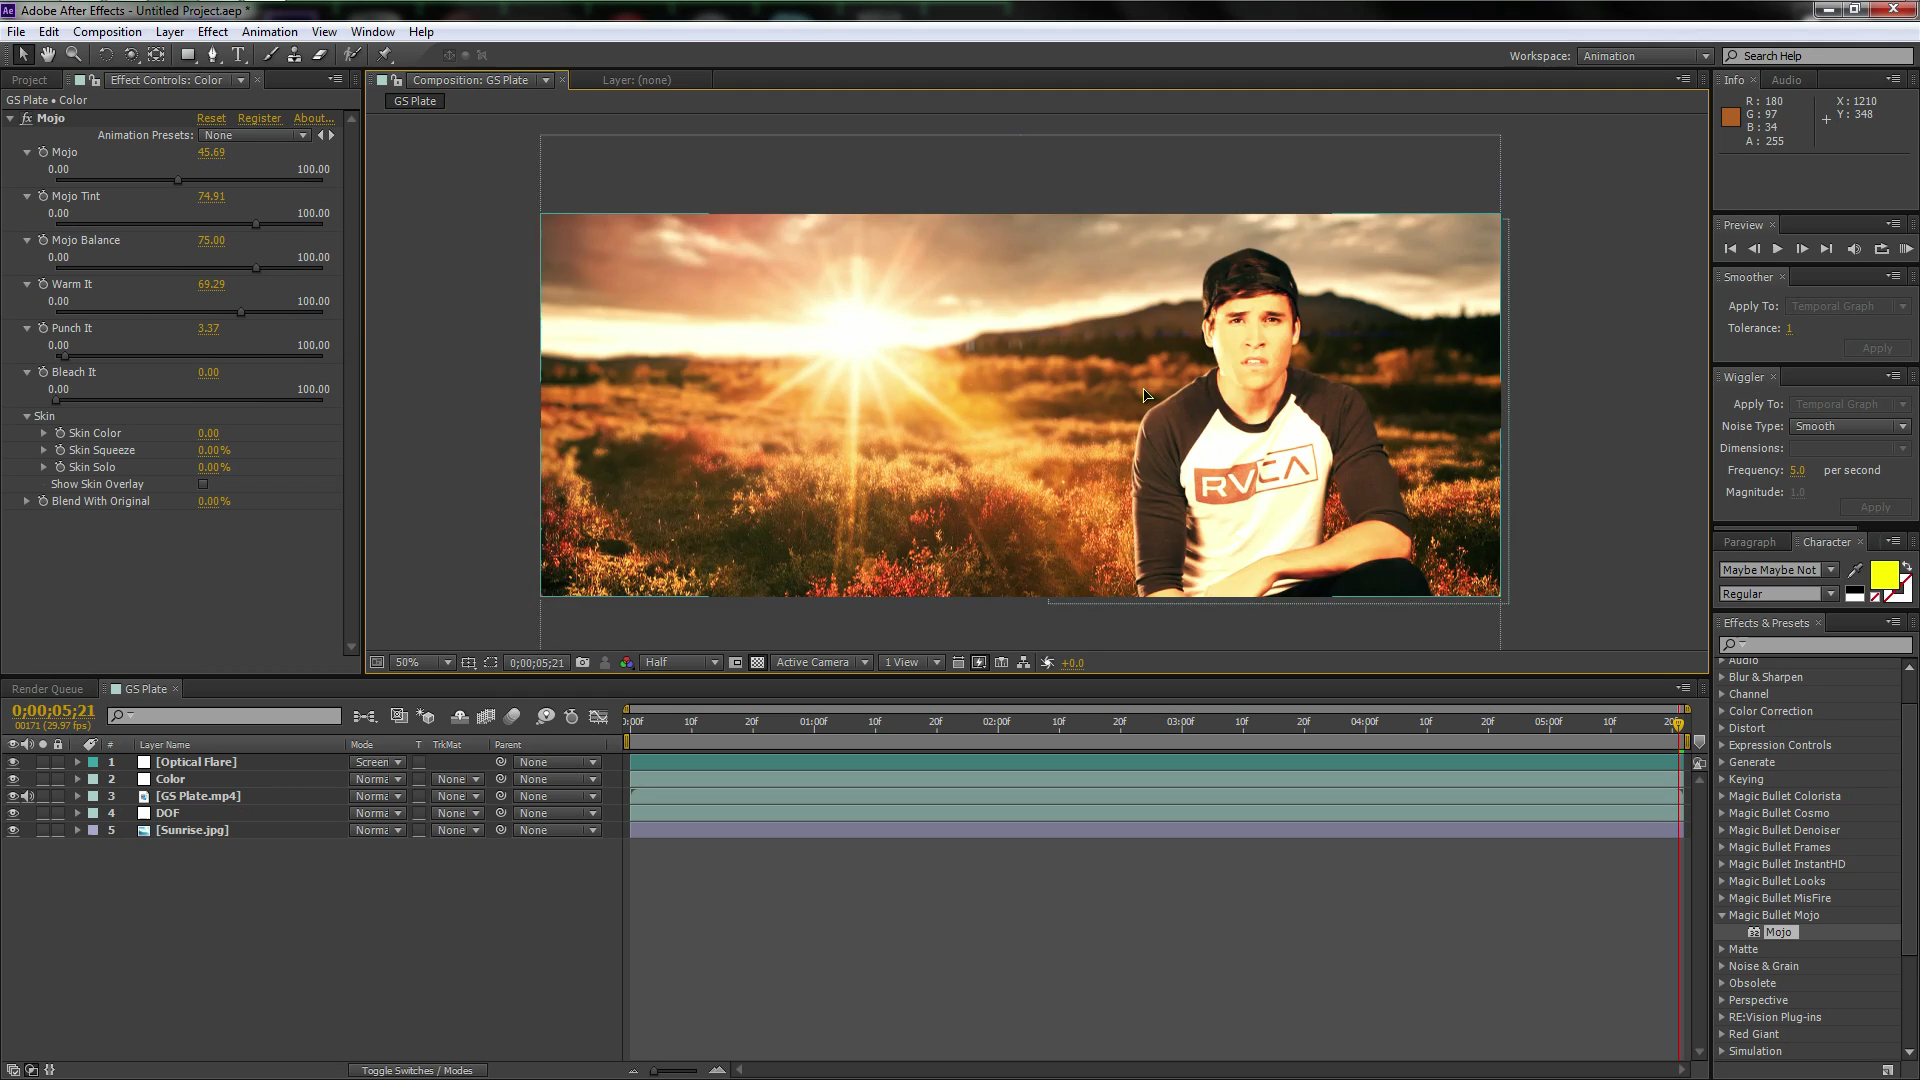 Ae Adobe After Effects - Untitled Project.aep *
File Edit Composition Layer Effect Animation View Window Help
Workspace: Animation Search Help
Project Effect Controls: Color
GS Plate • Color
fx Mojo Reset Register About...
Animation Presets: None
Mojo 45.69
0.00 100.00
Mojo Tint 74.91
0.00 100.00
Mojo Balance 75.00
0.00 100.00
Warm It 69.29
0.00 100.00
Punch It 3.37
0.00 100.00
Bleach It 0.00
0.00 100.00
Skin
Skin Color 0.00
Skin Squeeze 0.00%
Skin Solo 0.00%
Show Skin Overlay
Blend With Original 0.00%
Composition: GS Plate Layer: (none)
GS Plate
RVCA
50% 0;00;05;21 Half Active Camera 1 View +0.0
Info Audio
R: 180 X: 1210
G: 97 Y: 348
B: 34
A: 255
Preview
Smoother
Apply To: Temporal Graph
Tolerance: 1
Apply
Wiggler
Apply To: Temporal Graph
Noise Type: Smooth
Dimensions:
Frequency: 5.0 per second
Magnitude: 1.0
Apply
Paragraph Character
Maybe Maybe Not
Regular
Effects & Presets
Audio
Blur & Sharpen
Channel
Color Correction
Distort
Expression Controls
Generate
Keying
Magic Bullet Colorista
Magic Bullet Cosmo
Magic Bullet Denoiser
Magic Bullet Frames
Magic Bullet InstantHD
Magic Bullet Looks
Magic Bullet MisFire
Magic Bullet Mojo
32 Mojo
Matte
Noise & Grain
Obsolete
Perspective
RE:Vision Plug-ins
Red Giant
Simulation
Render Queue GS Plate
0;00;05;21
00171 (29.97 fps)
):00f 10f 20f 01:00f 10f 20f 02:00f 10f 20f 03:00f 10f 20f 04:00f 10f 20f 05:00f 10f 20
# Layer Name Mode T TrkMat Parent
1 [Optical Flare] Screen None
2 Color Norma None None
3 [GS Plate.mp4] Norma None None
4 DOF Norma None None
5 [Sunrise.jpg] Norma None None
Toggle Switches / Modes